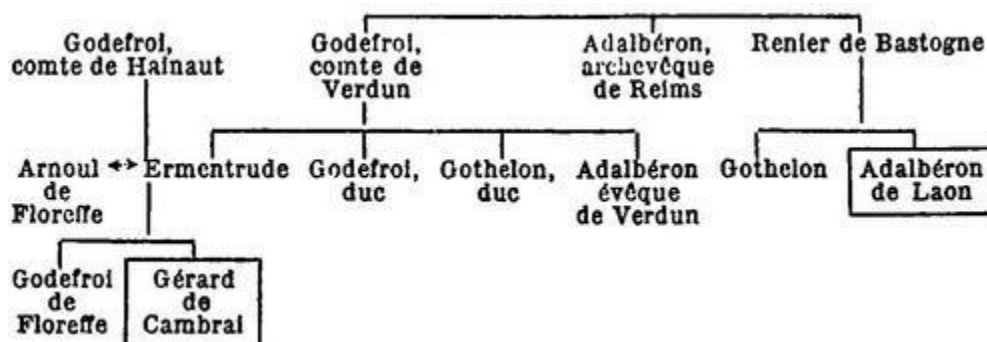 Godefroi,
comte de Hainaut
Godefroi,
comte de
Verdun
Adalbéron,
archevêque
de Reims
Renier de Bastogne
Arnoul
de
Floreffe
Ermentrude
Godefroi,
duc
Gothelon,
duc
Adalbéron
évêque
de Verdun
Gothelon
Adalbéron
de Laon
Godefroi
de
Floreffe
Gérard
de
Cambrai